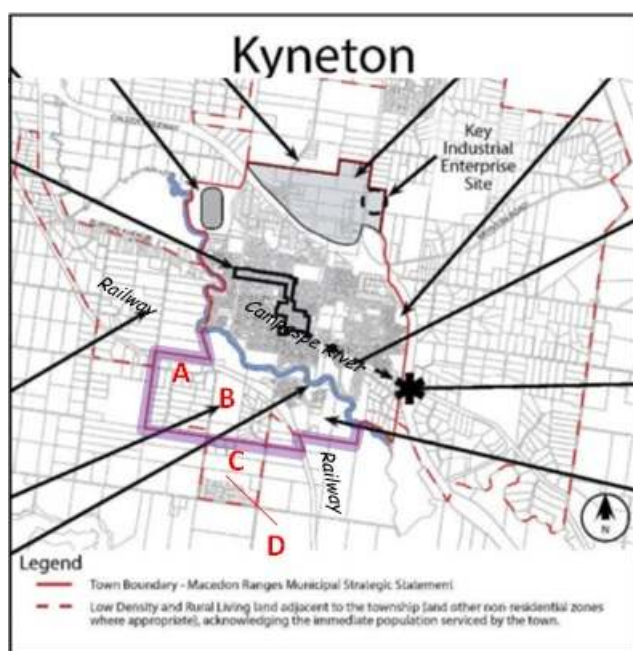 Kyneton
Key
Industrial
Enterprise
Site
Railway
Campaspe River
A
B
C
Railway
D
N
Legend
Town Boundary - Macedon Ranges Municipal Strategic Statement
Low Density and Rural Living land adjacent to the township (and other non residential zones
where appropriate), acknowledging the immediate population serviced by the town.